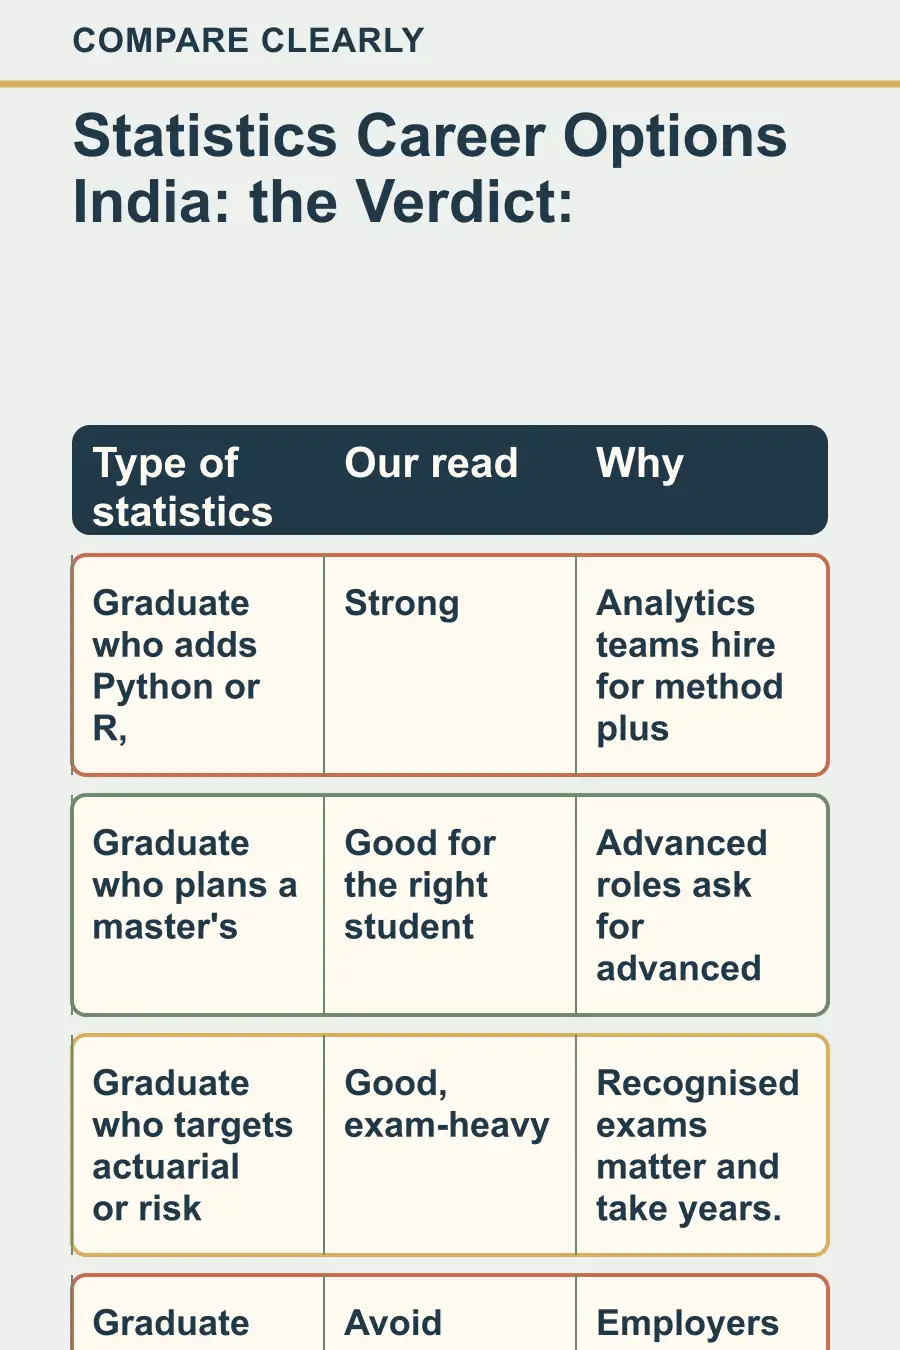 COMPARE CLEARLY
Statistics Career Options
India: the Verdict:
Type of
statistics
Our read
Why
Graduate
who adds
Python or
R,
Strong
Analytics
teams hire
for method
plus
Graduate
who plans a
master's
Good for
the right
student
Advanced
roles ask
for
advanced
Graduate
who targets
actuarial
or risk
Good,
exam-heavy
Recognised
exams
matter and
take years.
Graduate
Avoid
Employers